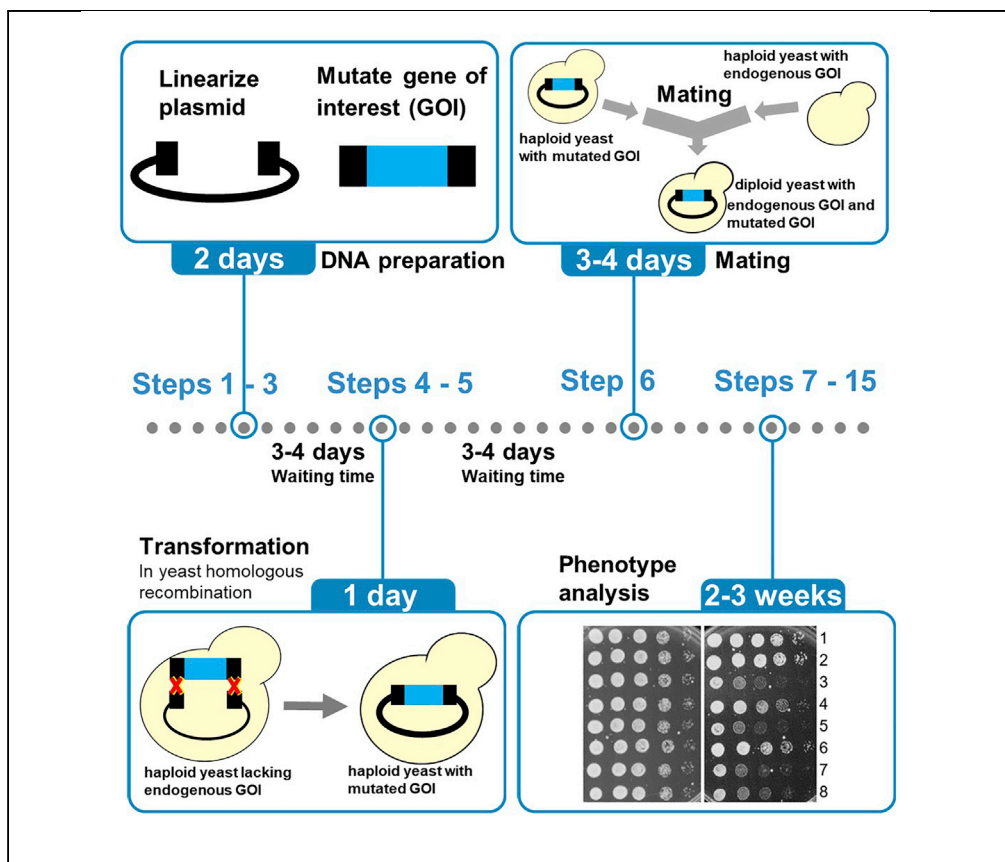 Linearize
plasmid
Mutate gene of
interest (GOI)
2 days
DNA preparation
haploid yeast with
endogenous GOI
Mating
haploid yeast
with mutated GOI
diploid yeast with
endogenous GOI and
mutated GOI
3-4 days
Mating
Steps 1 - 3
Steps 4 - 5
Step 6
Steps 7 - 15
3-4 days
Waiting time
3-4 days
Waiting time
Transformation
In yeast homologous
recombination
1 day
haploid yeast lacking
endogenous GOI
haploid yeast with
mutated GOI
Phenotype
analysis
2-3 weeks
1
2
3
4
5
6
7
8